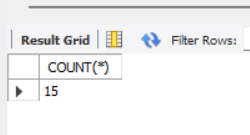 Result Grid Filter Rows:
COUNT(*)
15